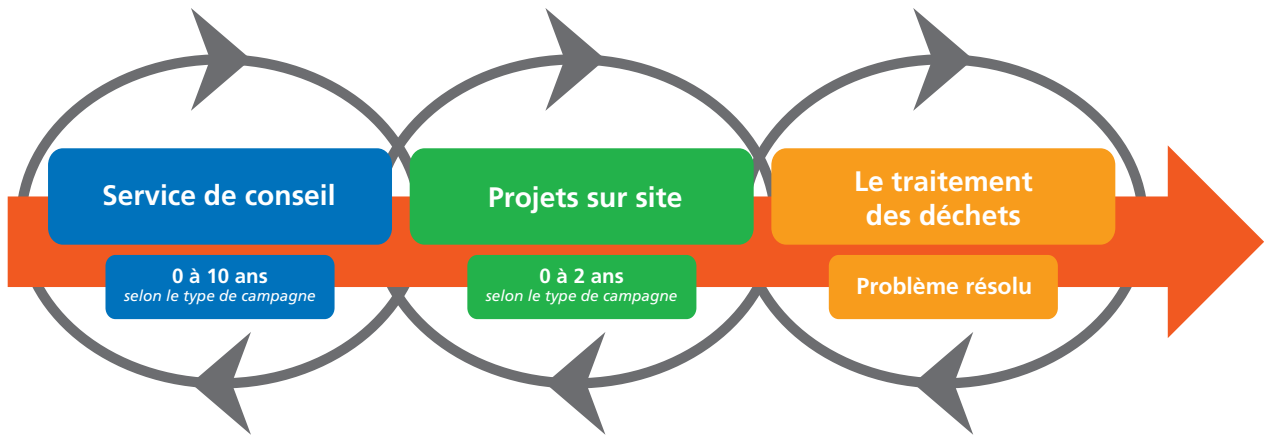 Service de conseil
0 à 10 ans
selon le type de campagne
Projets sur site
0 à 2 ans
selon le type de campagne
Le traitement
des déchets
Problème résolu